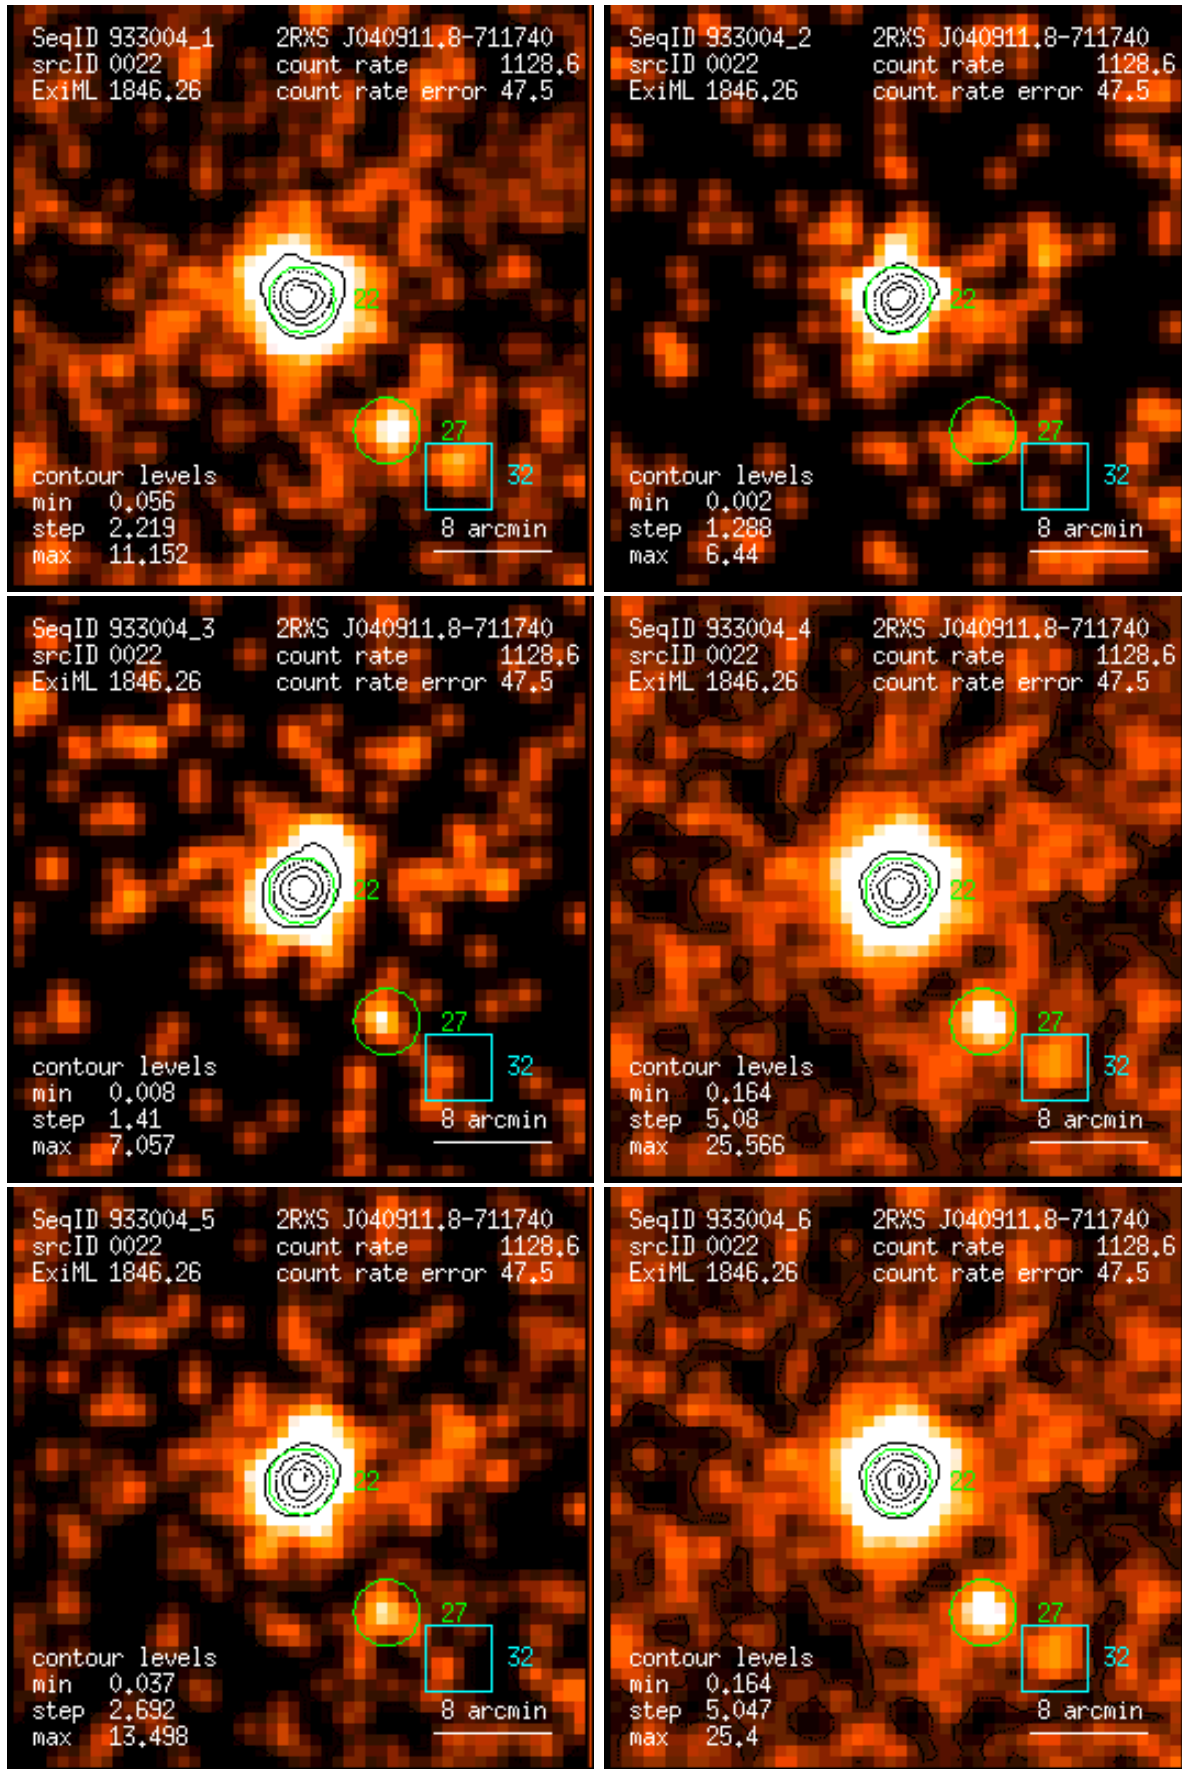 SeqID 933004_1 2RXS J040911.8-711740
srcID 0022 count rate 1128.6
ExiML 1846.26 count rate error 47.5
22
27
32
contour levels
min 0.056
step 2.219
max 11.152
8 arcmin
SeqID 933004_2 2RXS J040911.8-711740
srcID 0022 count rate 1128.6
ExiML 1846.26 count rate error 47.5
22
27
32
contour levels
min 0.002
step 1.288
max 6.44
8 arcmin
SeqID 933004_3 2RXS J040911.8-711740
srcID 0022 count rate 1128.6
ExiML 1846.26 count rate error 47.5
22
27
32
contour levels
min 0.008
step 1.41
max 7.057
8 arcmin
SeqID 933004_4 2RXS J040911.8-711740
srcID 0022 count rate 1128.6
ExiML 1846.26 count rate error 47.5
22
27
32
contour levels
min 0.164
step 5.08
max 25.566
8 arcmin
SeqID 933004_5 2RXS J040911.8-711740
srcID 0022 count rate 1128.6
ExiML 1846.26 count rate error 47.5
22
27
32
contour levels
min 0.037
step 2.692
max 13.498
8 arcmin
SeqID 933004_6 2RXS J040911.8-711740
srcID 0022 count rate 1128.6
ExiML 1846.26 count rate error 47.5
22
27
32
contour levels
min 0.164
step 5.047
max 25.4
8 arcmin